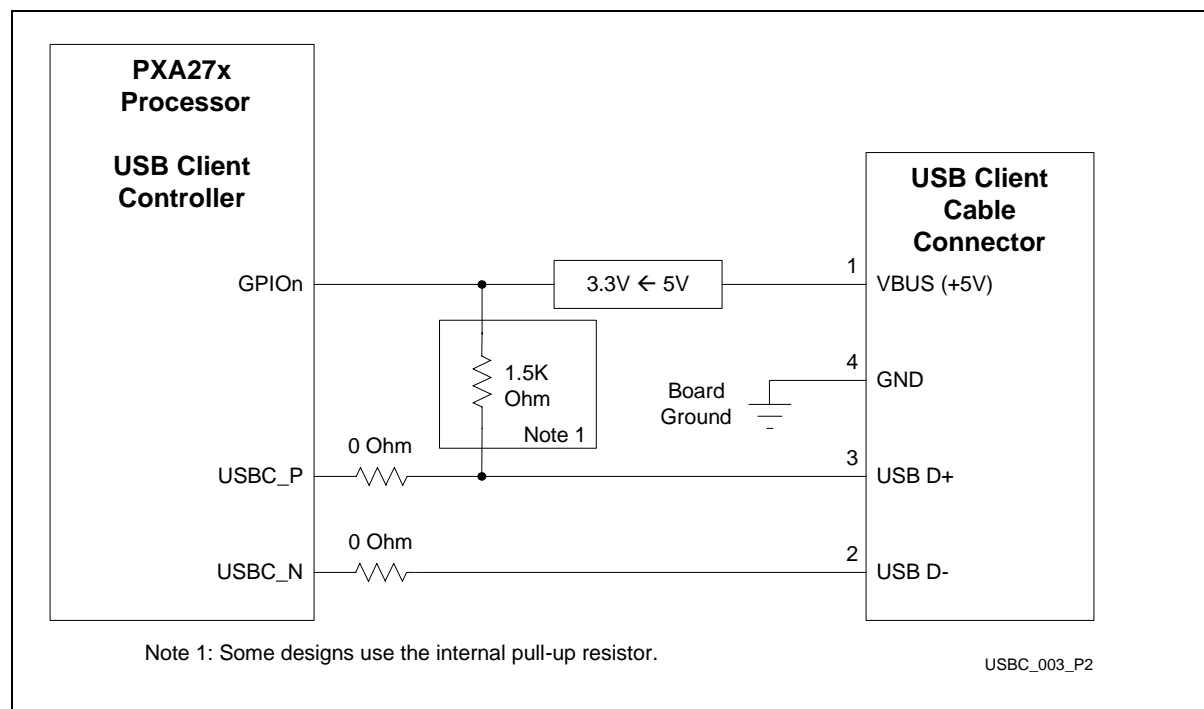 PXA27x
Processor
USB Client
Controller
USB Client
Cable
Connector
GPIOn
3.3V ← 5V
1
VBUS (+5V)
1.5K
Ohm
Note 1
Board
Ground
4
GND
0 Ohm
USBC_P
3
USB D+
0 Ohm
USBC_N
2
USB D-
Note 1: Some designs use the internal pull-up resistor.
USBC_003_P2